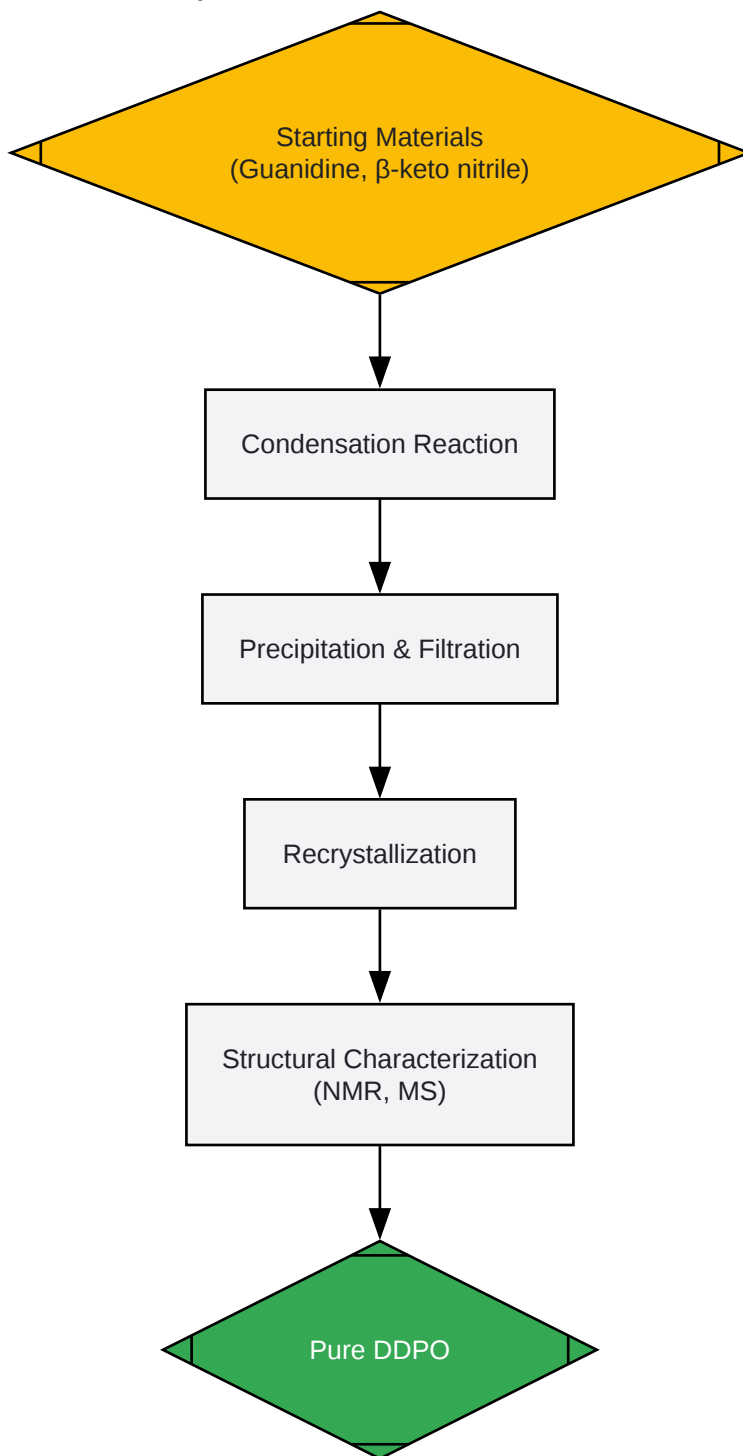 Starting Materials
(Guanidine, β-keto nitrile)
Condensation Reaction
Precipitation & Filtration
Recrystallization
Structural Characterization
(NMR, MS)
Pure DDPO